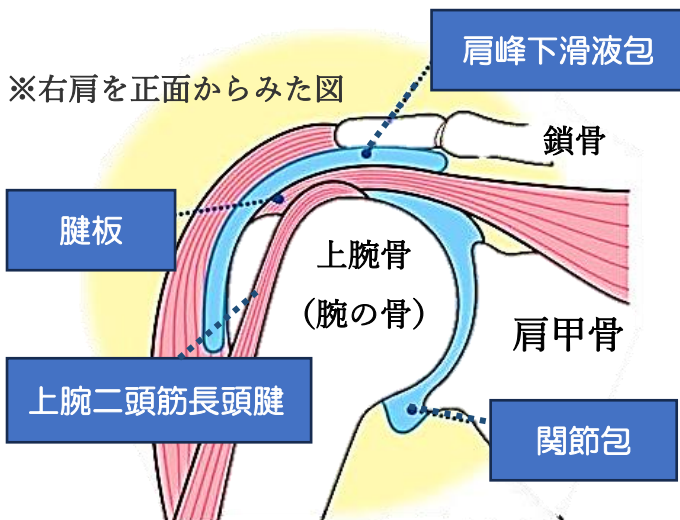 肩峰下滑液包
※右肩を正面からみた図
鎖骨
腱板
上腕骨
（腕の骨）
肩甲骨
上腕二頭筋長頭腱
関節包